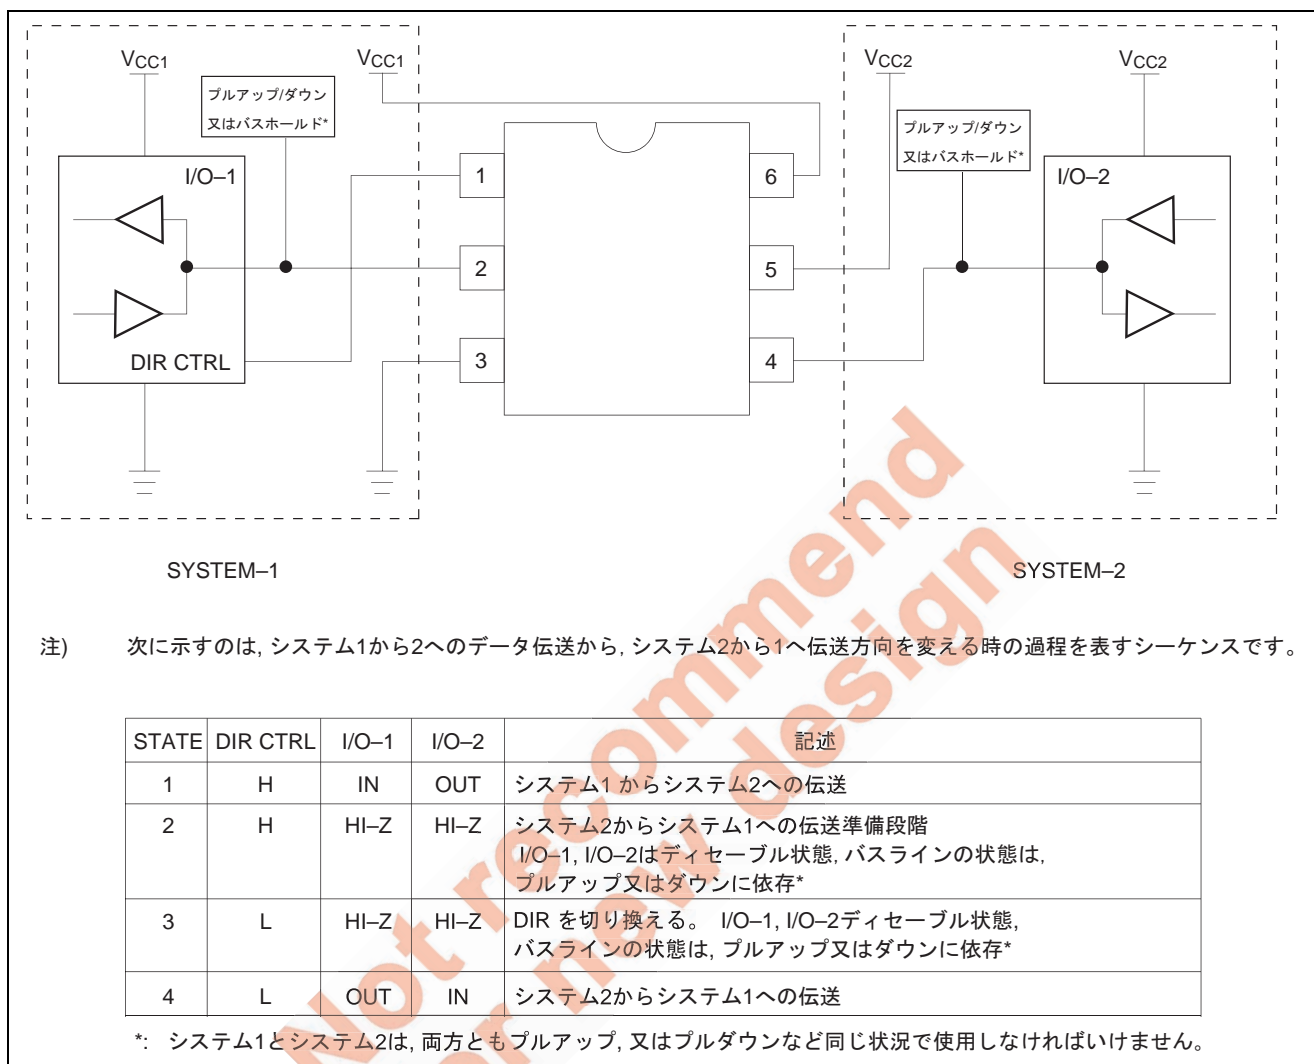 VCC1
VCC1
VCC2
VCC2
プルアップ/ダウン
又はバスホールド*
プルアップ/ダウン
又はバスホールド*
I/O–1
DIR CTRL
1
2
3
6
5
4
I/O–2
SYSTEM–1
SYSTEM–2
注) 次に示すのは, システム1から2へのデータ伝送から, システム2から1へ伝送方向を変える時の過程を表すシーケンスです。
STATE DIR CTRL I/O–1 I/O–2 記述
1 H IN OUT システム1 からシステム2への伝送
2 H HI–Z HI–Z システム2からシステム1への伝送準備段階
I/O–1, I/O–2はディセーブル状態, バスラインの状態は,
プルアップ又はダウンに依存*
3 L HI–Z HI–Z DIR を切り換える。 I/O–1, I/O–2ディセーブル状態,
バスラインの状態は, プルアップ又はダウンに依存*
4 L OUT IN システム2からシステム1への伝送
*: システム1とシステム2は, 両方ともプルアップ, 又はプルダウンなど同じ状況で使用しなければいけません。
Not recommend
for new design